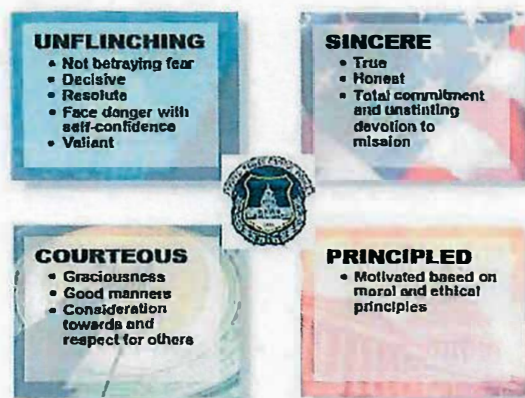 UNFLINCHING
• Not betraying fear
• Decisive
• Resolute
• Face danger with
self-confidence
• Valiant
SINCERE
• True
• Honest
• Total commitment
and unstinting
devotion to
mission
COURTEOUS
• Graciousness
• Good manners
• Consideration
towards and
respect for others
PRINCIPLED
• Motivated based on
moral and ethical
principles